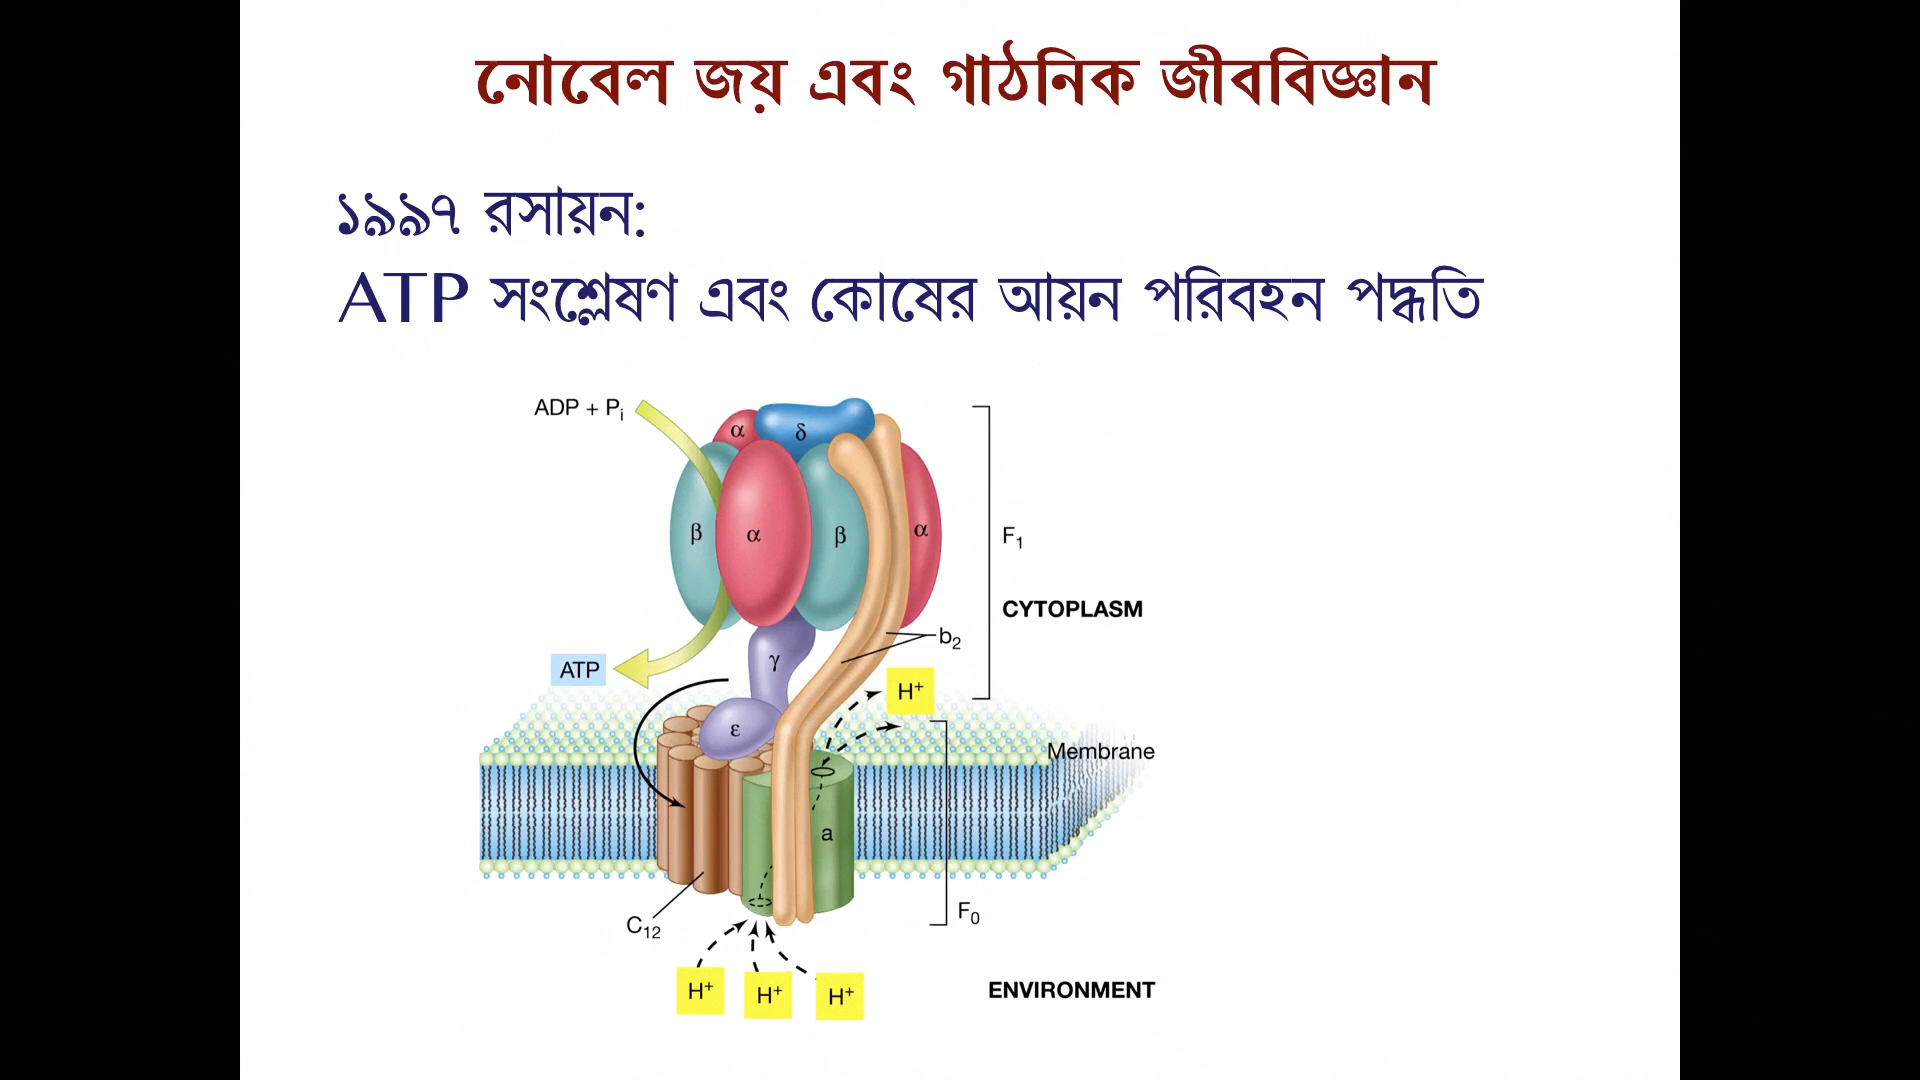 নোবেল জয় এবং গাঠনিক জীববিজ্ঞান
১৯৯৭ রসায়ন:
ATP সংশ্লেষণ এবং কোষের আয়ন পরিবহন পদ্ধতি
ADP + Pi
α
δ
β
α
β
α
F1
CYTOPLASM
b2
γ
ATP
H+
ε
Membrane
a
C12
F0
H+
H+
H+
ENVIRONMENT